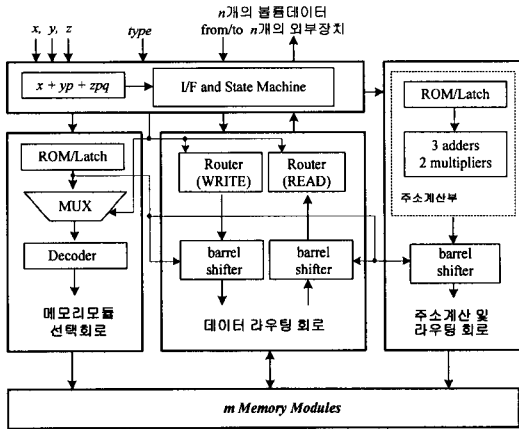 x, y, z
type
n개의 볼륨데이터
from/to n개의 외부장치
x + yp + zpq
I/F and State Machine
ROM/Latch
MUX
Decoder
메모리모듈
선택회로
Router
(WRITE)
Router
(READ)
barrel
shifter
barrel
shifter
데이터 라우팅 회로
ROM/Latch
3 adders
2 multipliers
주소계산부
barrel
shifter
주소계산 및
라우팅 회로
m Memory Modules